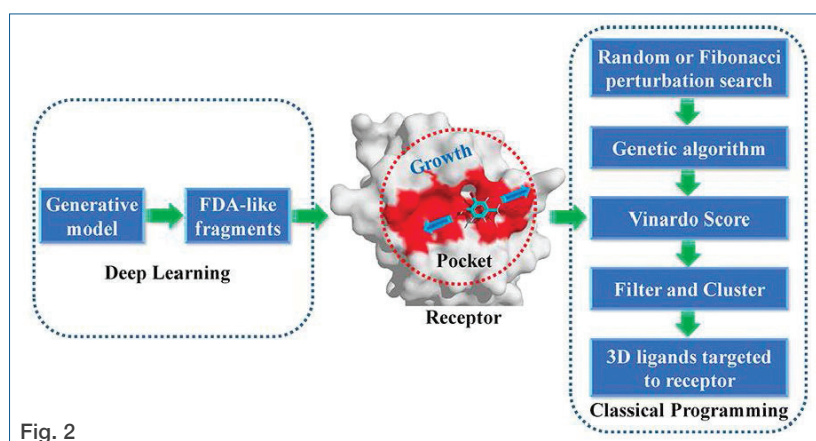 Generative
model
FDA-like
fragments
Deep Learning
Growth
Pocket
Receptor
Random or Fibonacci
perturbation search
Genetic algorithm
Vinardo Score
Filter and Cluster
3D ligands targeted
to receptor
Classical Programming
Fig. 2